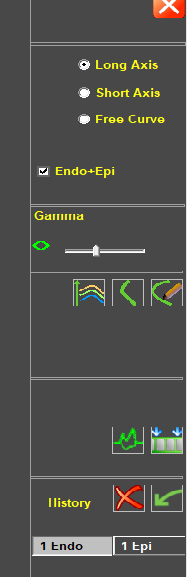 Long Axis
Short Axis
Free Curve
Endo+Epi
Gamma
History
1 Endo 1 Epi